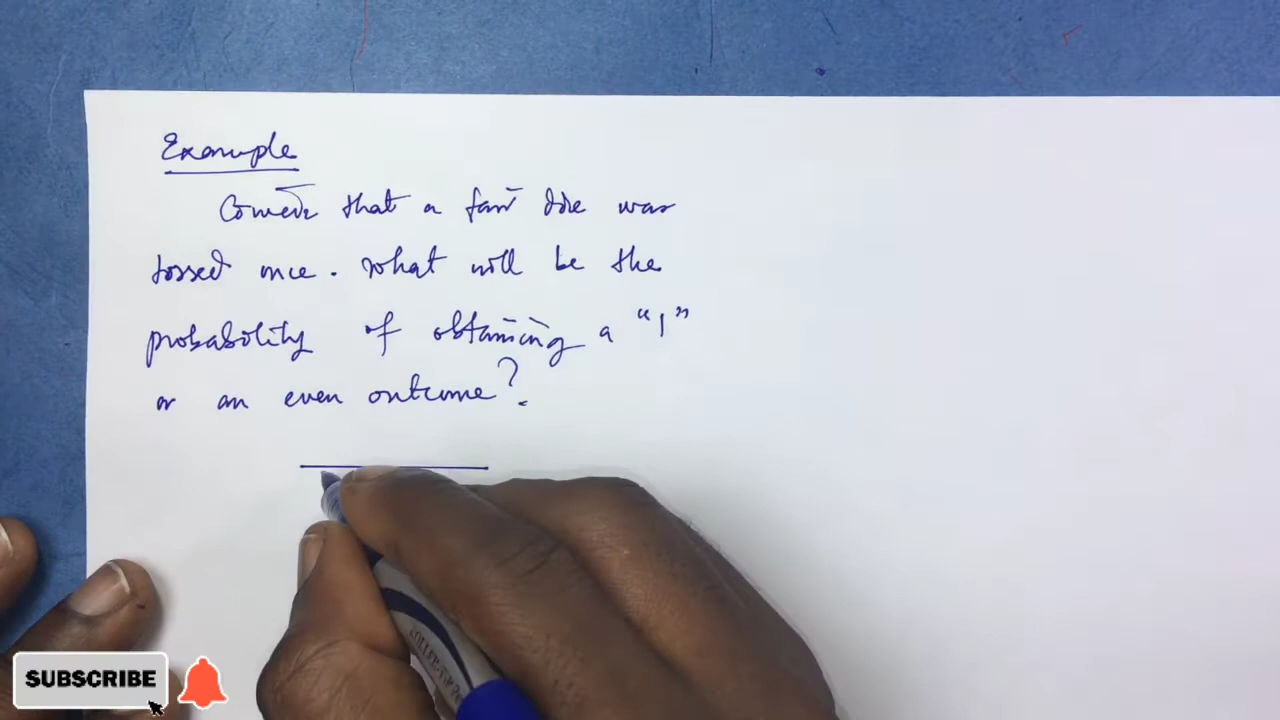 Example
Consider that a fair die was
tossed once. What will be the
probability of obtaining a "1"
or an even outcome?
SUBSCRIBE